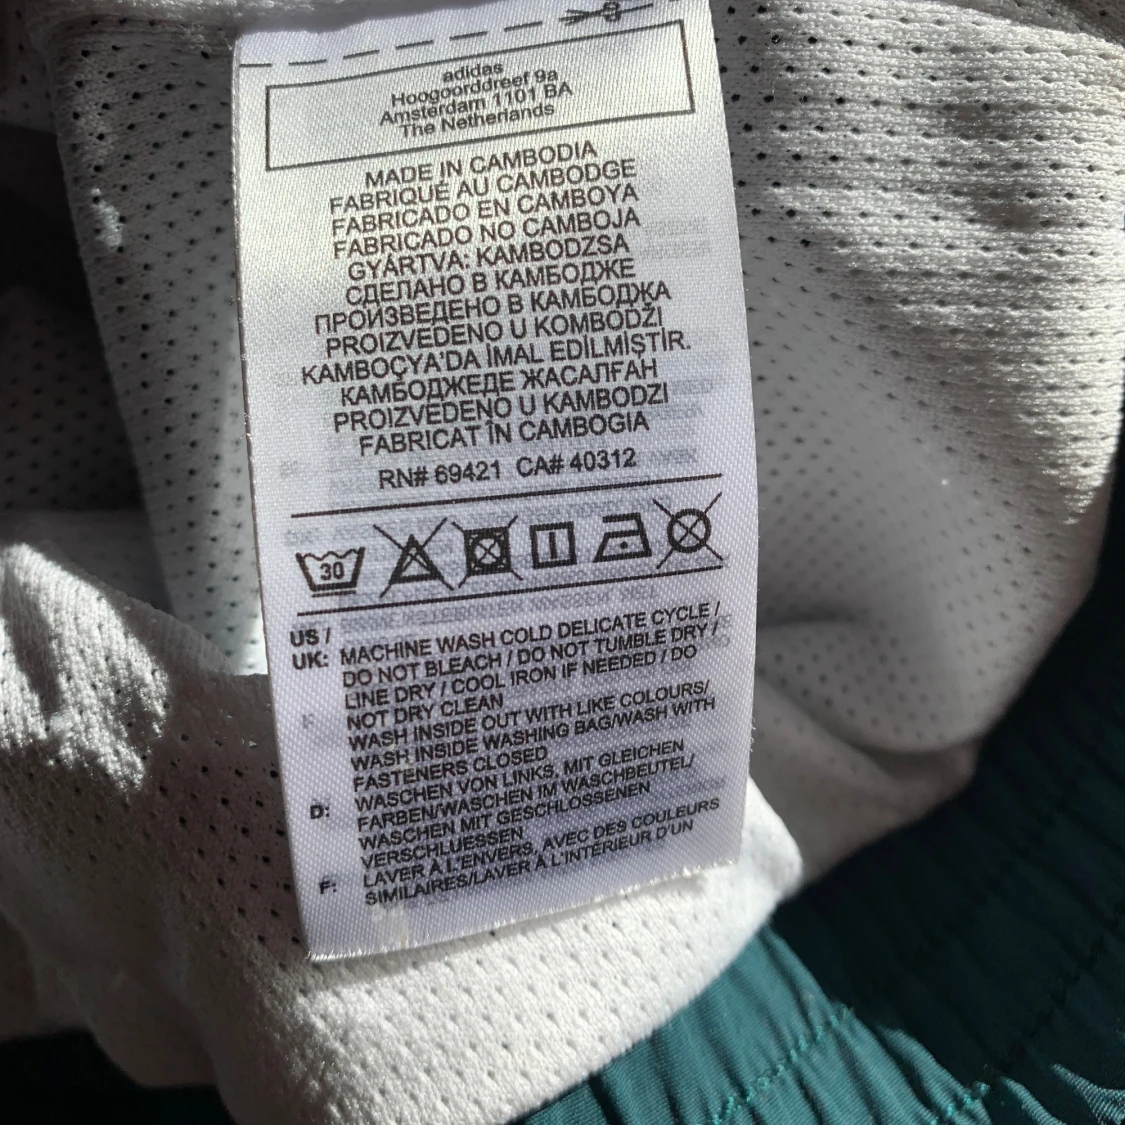 adidas
Hoogoorddreef 9a
Amsterdam 1101 BA
The Netherlands
MADE IN CAMBODIA
FABRIQUÉ AU CAMBODGE
FABRICADO EN CAMBOYA
FABRICADO NO CAMBOJA
GYÁRTVA: KAMBODZSA
СДЕЛАНО В КАМБОДЖЕ
ПРОИЗВЕДЕНО В КАМБОДЖА
PROIZVEDENO U KOMBODŽI
KAMBOÇYA'DA İMAL EDİLMİŞTİR.
КАМБОДЖЕДЕ ЖАСАЛҒАН
PROIZVEDENO U KAMBODZI
FABRICAT ÎN CAMBOGIA
RN# 69421 CA# 40312
30
US /
UK: MACHINE WASH COLD DELICATE CYCLE /
DO NOT BLEACH / DO NOT TUMBLE DRY /
LINE DRY / COOL IRON IF NEEDED / DO
NOT DRY CLEAN
WASH INSIDE OUT WITH LIKE COLOURS/
WASH INSIDE WASHING BAG/WASH WITH
FASTENERS CLOSED
D: WASCHEN VON LINKS, MIT GLEICHEN
FARBEN/WASCHEN IM WASCHBEUTEL/
WASCHEN MIT GESCHLOSSENEN
VERSCHLUESSEN
F: LAVER À L'ENVERS, AVEC DES COULEURS
SIMILAIRES/LAVER À L'INTÉRIEUR D'UN